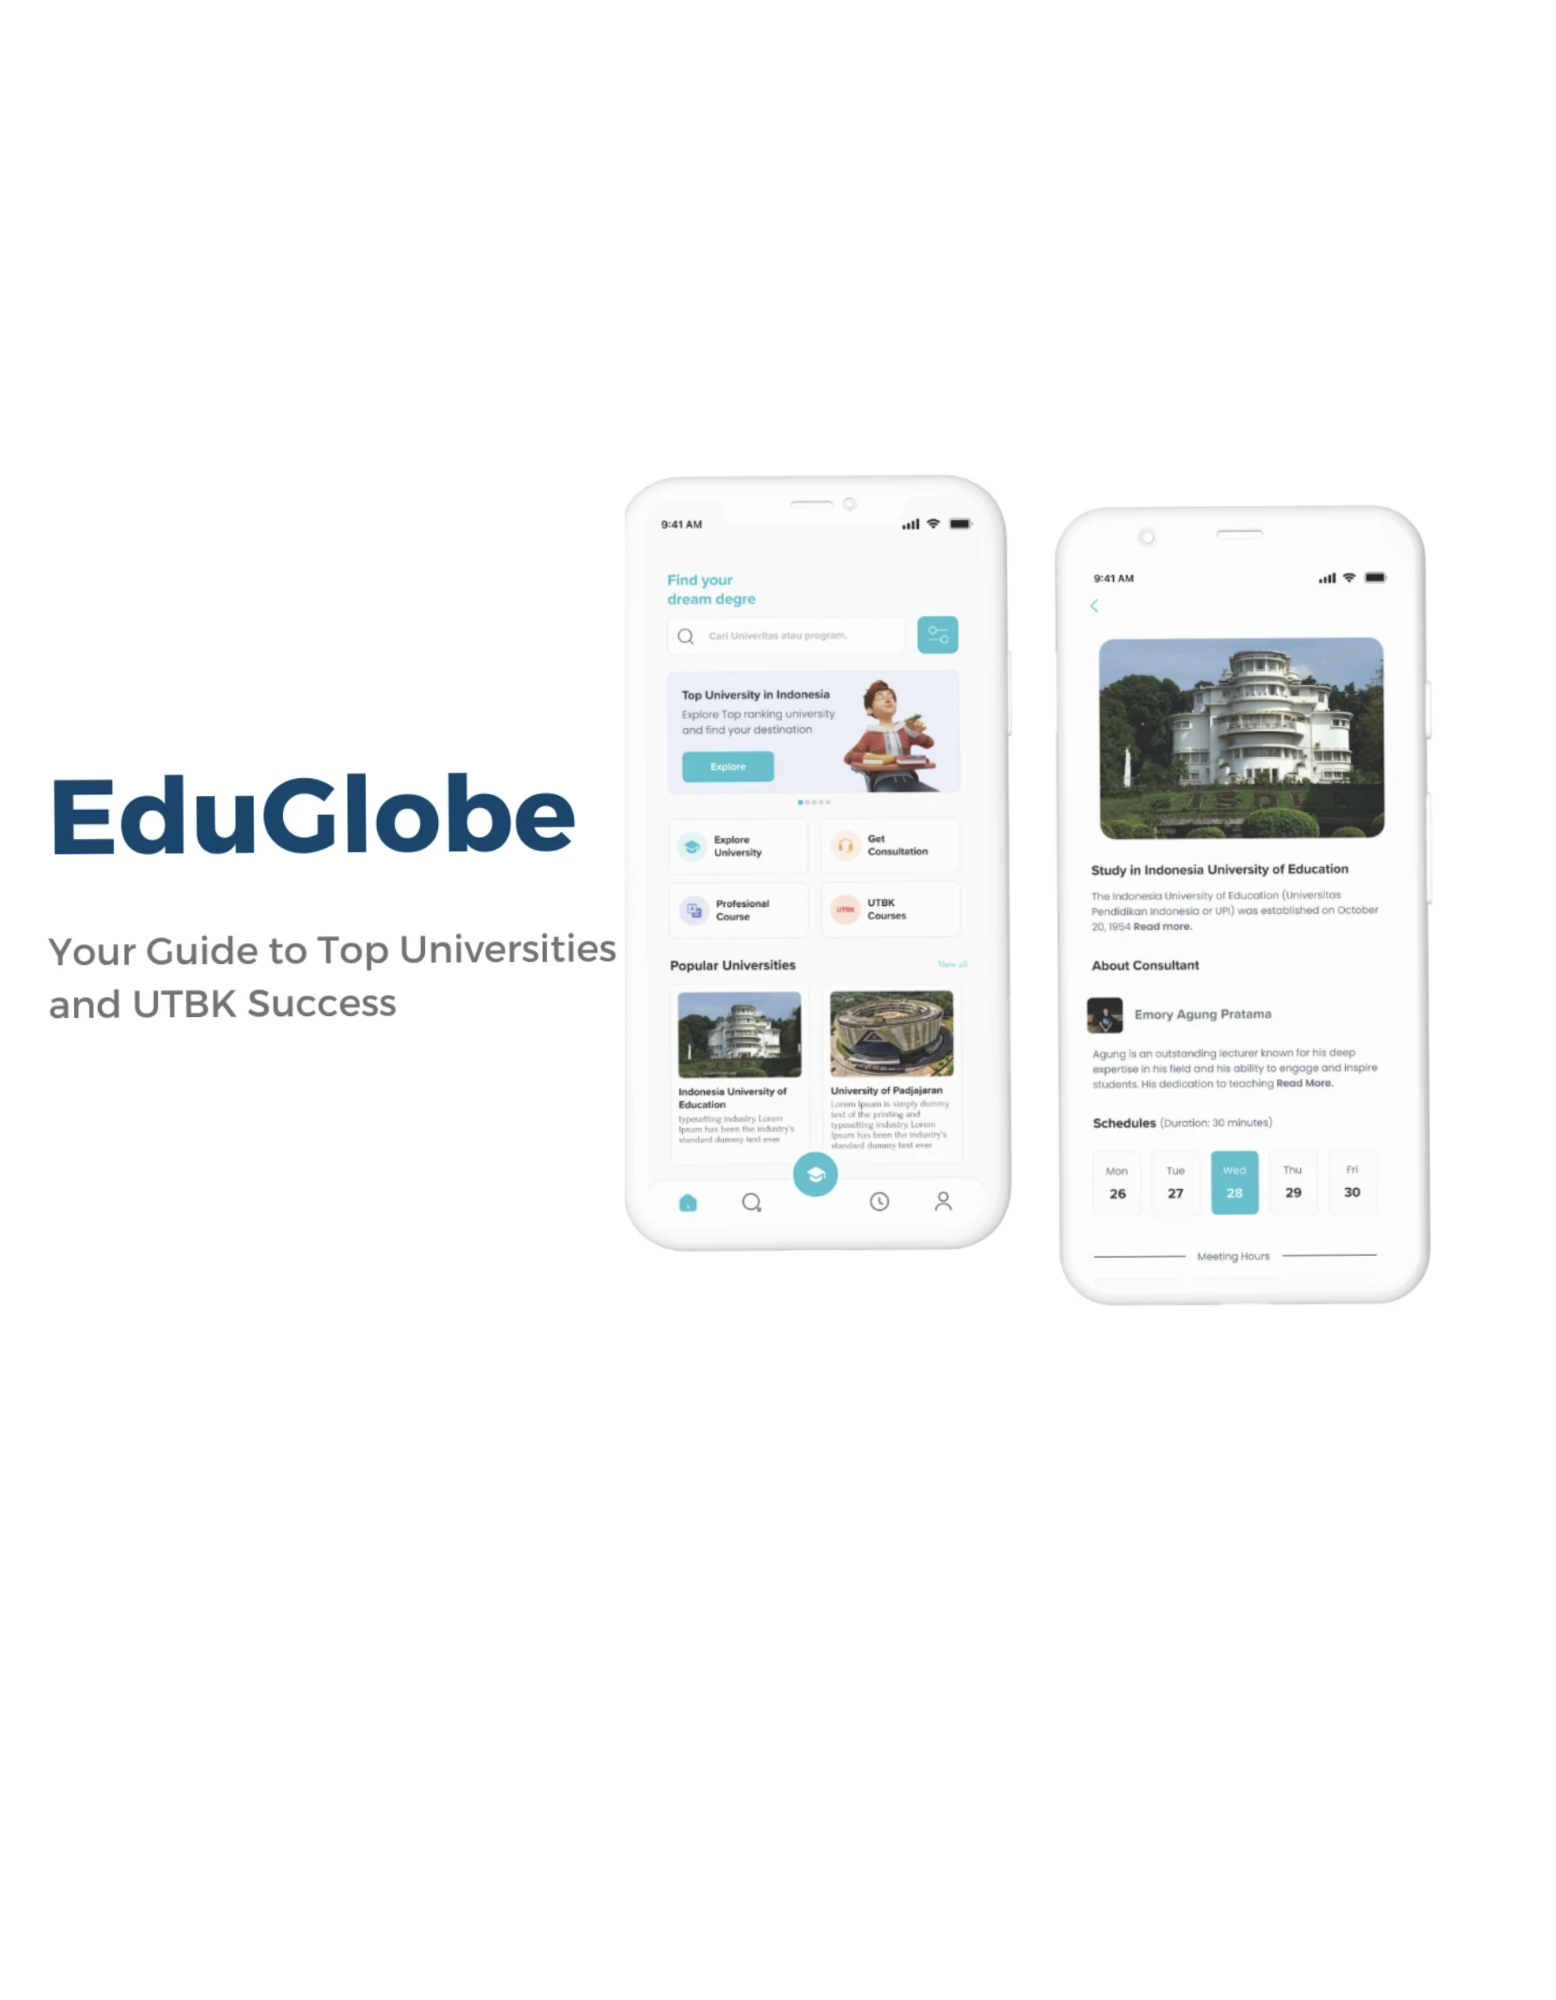 EduGlobe
Your Guide to Top Universities
and UTBK Success
9:41 AM
Find your
dream degre
Cari Univeritas atau program.
Top University in Indonesia
Explore Top ranking university
and find your destination
Explore
Explore
University
Get
Consultation
Profesional
Course
UTBK
UTBK
Courses
Popular Universities
View all
Indonesia University of
Education
typesetting industry. Lorem
Ipsum has been the industry's
standard dummy text ever
University of Padjajaran
Lorem Ipsum is simply dummy
text of the printing and
typesetting industry. Lorem
Ipsum has been the industry's
standard dummy text ever
9:41 AM
Study in Indonesia University of Education
The Indonesia University of Education (Universitas
Pendidikan Indonesia or UPI) was established on October
20, 1954 Read more.
About Consultant
Emory Agung Pratama
Agung is an outstanding lecturer known for his deep
expertise in his field and his ability to engage and inspire
students. His dedication to teaching Read More.
Schedules (Duration: 30 minutes)
Mon Tue Wed Thu Fri
26 27 28 29 30
Meeting Hours